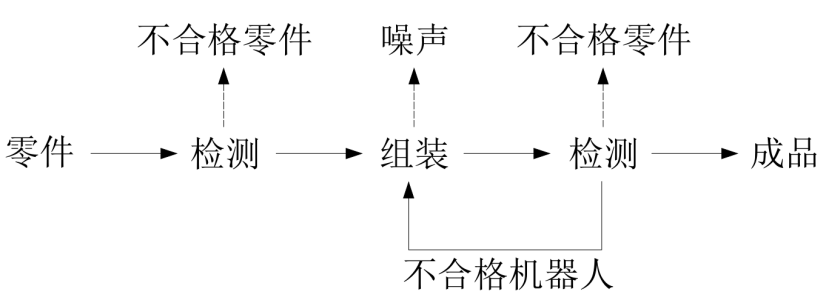 不合格零件 噪声 不合格零件
零件 检测 组装 检测 成品
不合格机器人